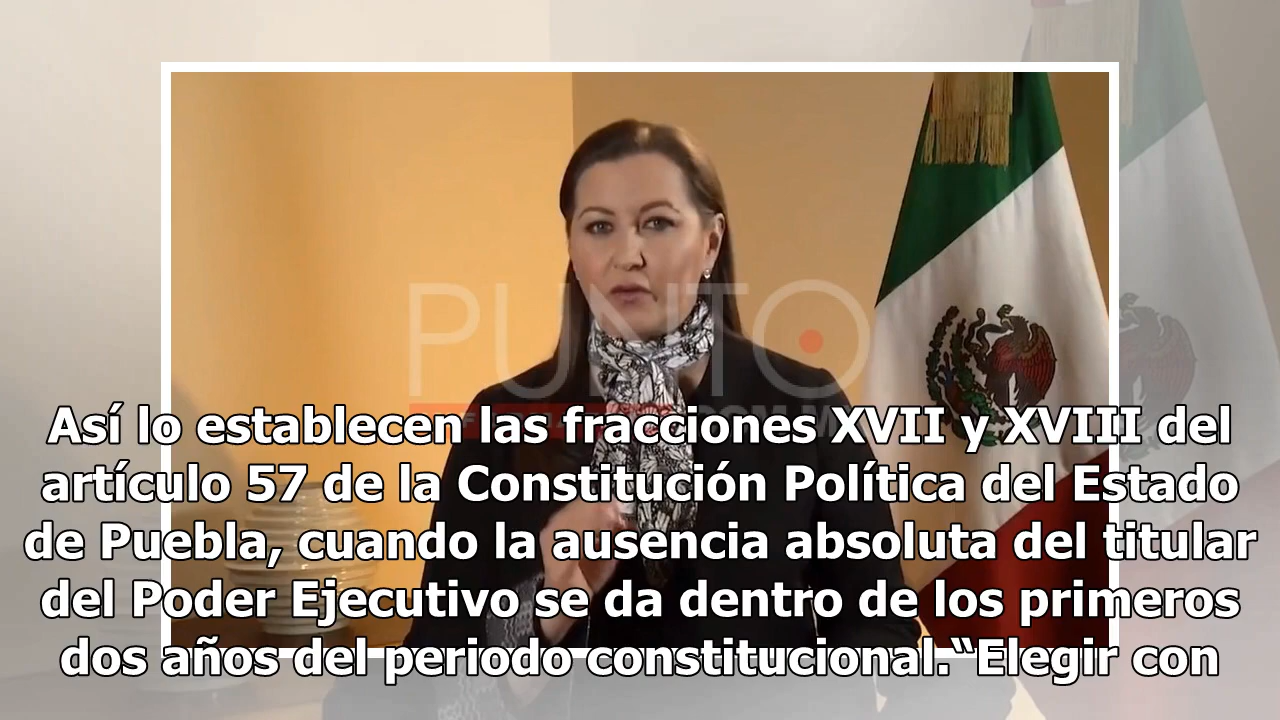 PUNTO
Así lo establecen las fracciones XVII y XVIII del
artículo 57 de la Constitución Política del Estado
de Puebla, cuando la ausencia absoluta del titular
del Poder Ejecutivo se da dentro de los primeros
dos años del periodo constitucional.“Elegir con